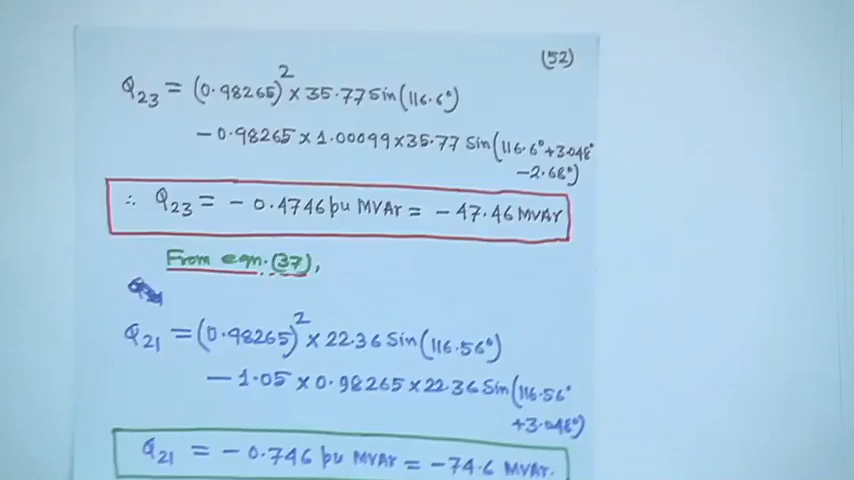 (52)
Q23 = (0.98265)² × 35.77 Sin(116.6°)
− 0.98265 × 1.00099 × 35.77 Sin(116.6° + 3.048°
− 2.68°)
∴ Q23 = − 0.4746 pu MVAr = − 47.46 MVAr
From eqn. (37),
Q21 = (0.98265)² × 22.36 Sin(116.56°)
− 1.05 × 0.98265 × 22.36 Sin(116.56°
+3.048°)
Q21 = − 0.746 pu MVAr = −74.6 MVAr.